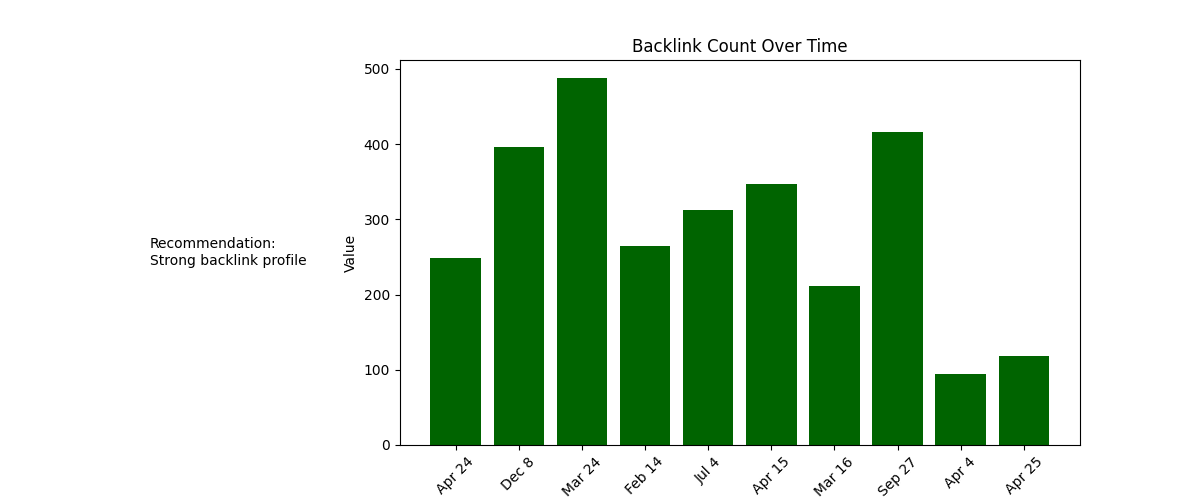 Backlink Count Over Time
Recommendation:
Strong backlink profile
Value
500
400
300
200
100
0
Apr 24
Dec 8
Mar 24
Feb 14
Jul 4
Apr 15
Mar 16
Sep 27
Apr 4
Apr 25